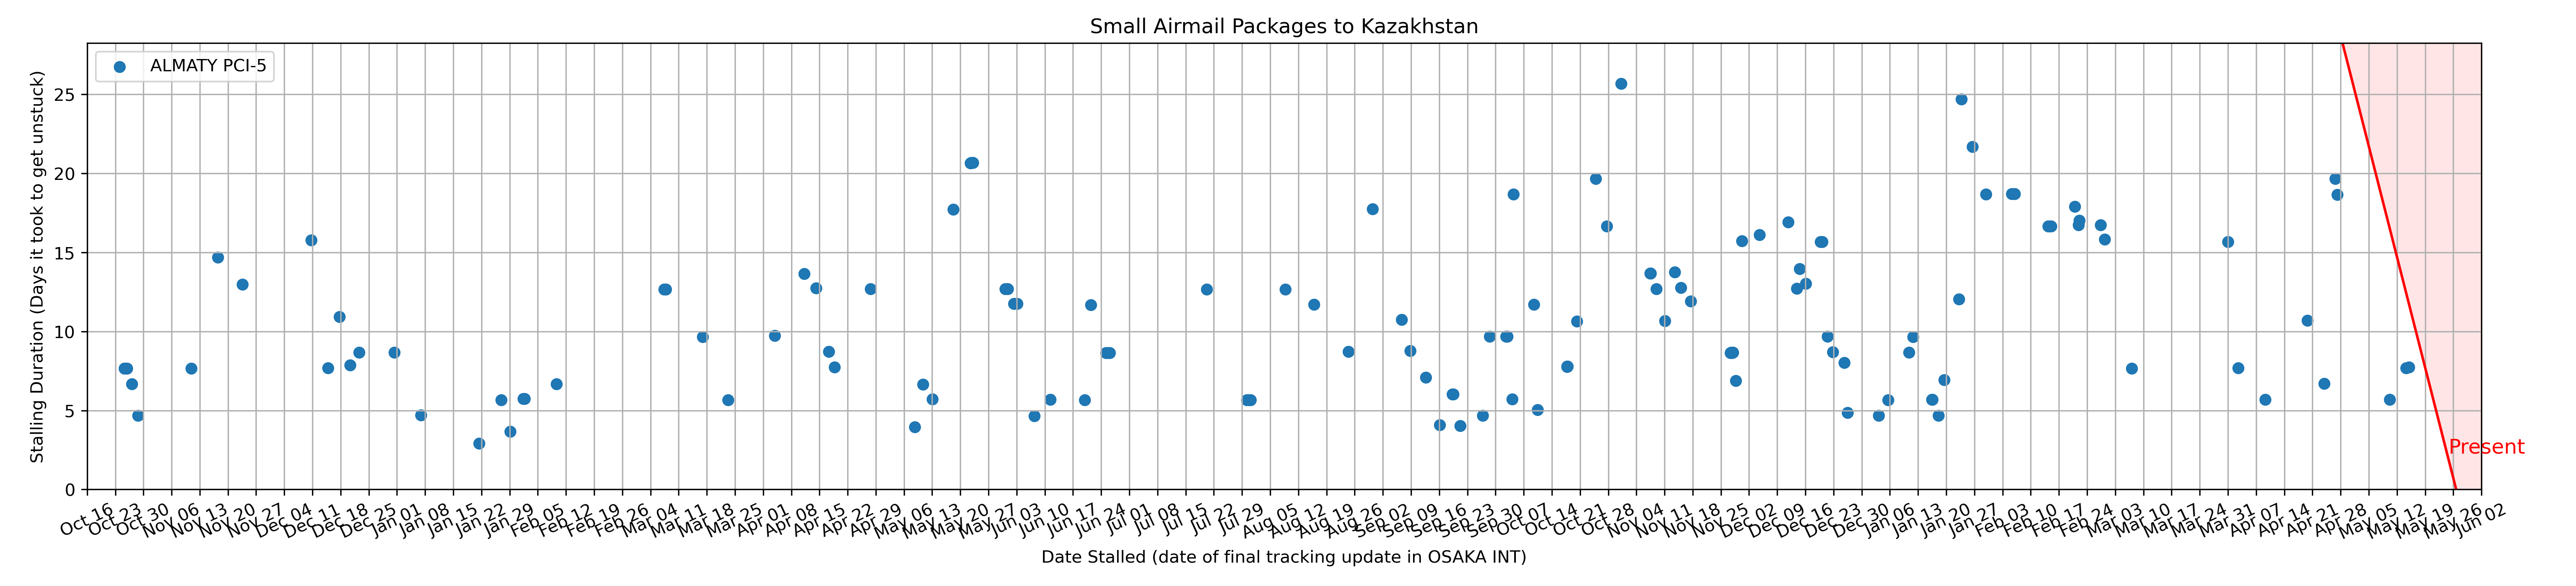 Small Airmail Packages to Kazakhstan
ALMATY PCI-5
Stalling Duration (Days it took to get unstuck)
25
20
15
10
5
0
Present
Oct 16 Oct 23 Oct 30 Nov 06 Nov 13 Nov 20 Nov 27 Dec 04 Dec 11 Dec 18 Dec 25 Jan 01 Jan 08 Jan 15 Jan 22 Jan 29 Feb 05 Feb 12 Feb 19 Feb 26 Mar 04 Mar 11 Mar 18 Mar 25 Apr 01 Apr 08 Apr 15 Apr 22 Apr 29 May 06 May 13 May 20 May 27 Jun 03 Jun 10 Jun 17 Jun 24 Jul 01 Jul 08 Jul 15 Jul 22 Jul 29 Aug 05 Aug 12 Aug 19 Aug 26 Sep 02 Sep 09 Sep 16 Sep 23 Sep 30 Oct 07 Oct 14 Oct 21 Oct 28 Nov 04 Nov 11 Nov 18 Nov 25 Dec 02 Dec 09 Dec 16 Dec 23 Dec 30 Jan 06 Jan 13 Jan 20 Jan 27 Feb 03 Feb 10 Feb 17 Feb 24 Mar 03 Mar 10 Mar 17 Mar 24 Mar 31 Apr 07 Apr 14 Apr 21 Apr 28 May 05 May 12 May 19 May 26 Jun 02
Date Stalled (date of final tracking update in OSAKA INT)